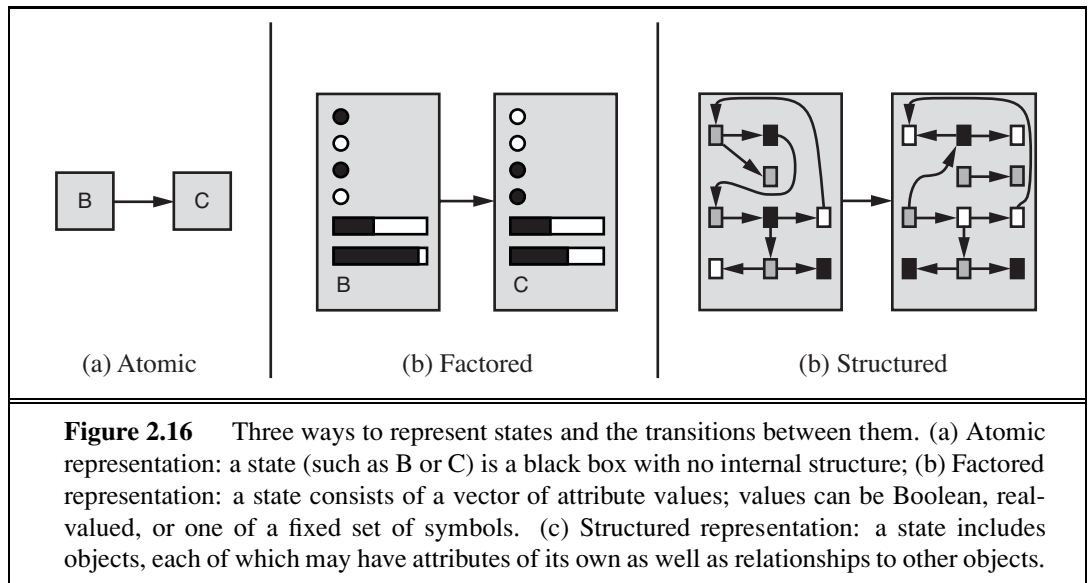 B
C
B
C
(a) Atomic
(b) Factored
(b) Structured
Figure 2.16 Three ways to represent states and the transitions between them. (a) Atomic
representation: a state (such as B or C) is a black box with no internal structure; (b) Factored
representation: a state consists of a vector of attribute values; values can be Boolean, real-
valued, or one of a fixed set of symbols. (c) Structured representation: a state includes
objects, each of which may have attributes of its own as well as relationships to other objects.